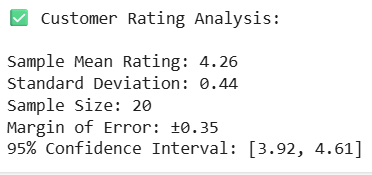 ✅ Customer Rating Analysis:
Sample Mean Rating: 4.26
Standard Deviation: 0.44
Sample Size: 20
Margin of Error: ±0.35
95% Confidence Interval: [3.92, 4.61]